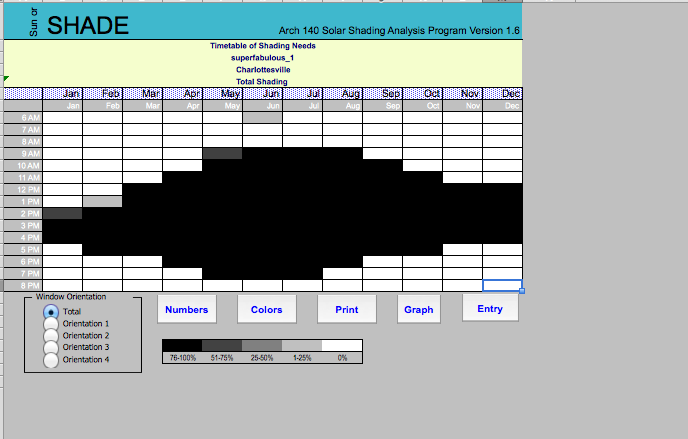 Sun or SHADE
Arch 140 Solar Shading Analysis Program Version 1.6
Timetable of Shading Needs
superfabulous_1
Charlottesville
Total Shading
Jan Feb Mar Apr May Jun Jul Aug Sep Oct Nov Dec
Jan Feb Mar Apr May Jun Jul Aug Sep Oct Nov Dec
6 AM
7 AM
8 AM
9 AM
10 AM
11 AM
12 PM
1 PM
2 PM
3 PM
4 PM
5 PM
6 PM
7 PM
8 PM
Window Orientation
Total
Orientation 1
Orientation 2
Orientation 3
Orientation 4
Numbers Colors Print Graph Entry
76-100% 51-75% 25-50% 1-25% 0%